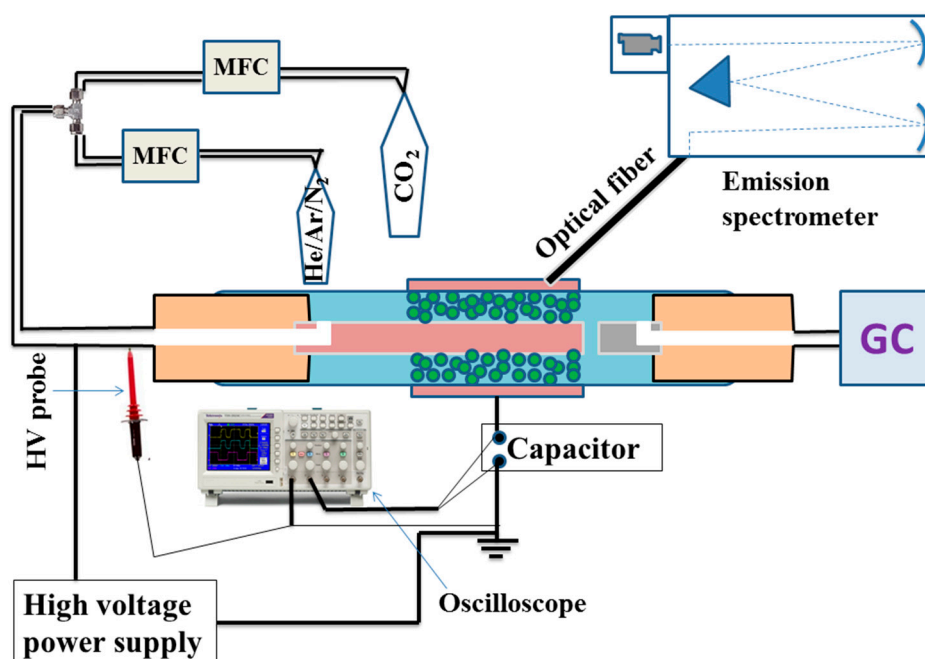 MFC
MFC
CO2
He/Ar/N2
Optical fiber
Emission
spectrometer
GC
HV probe
Capacitor
Oscilloscope
High voltage
power supply